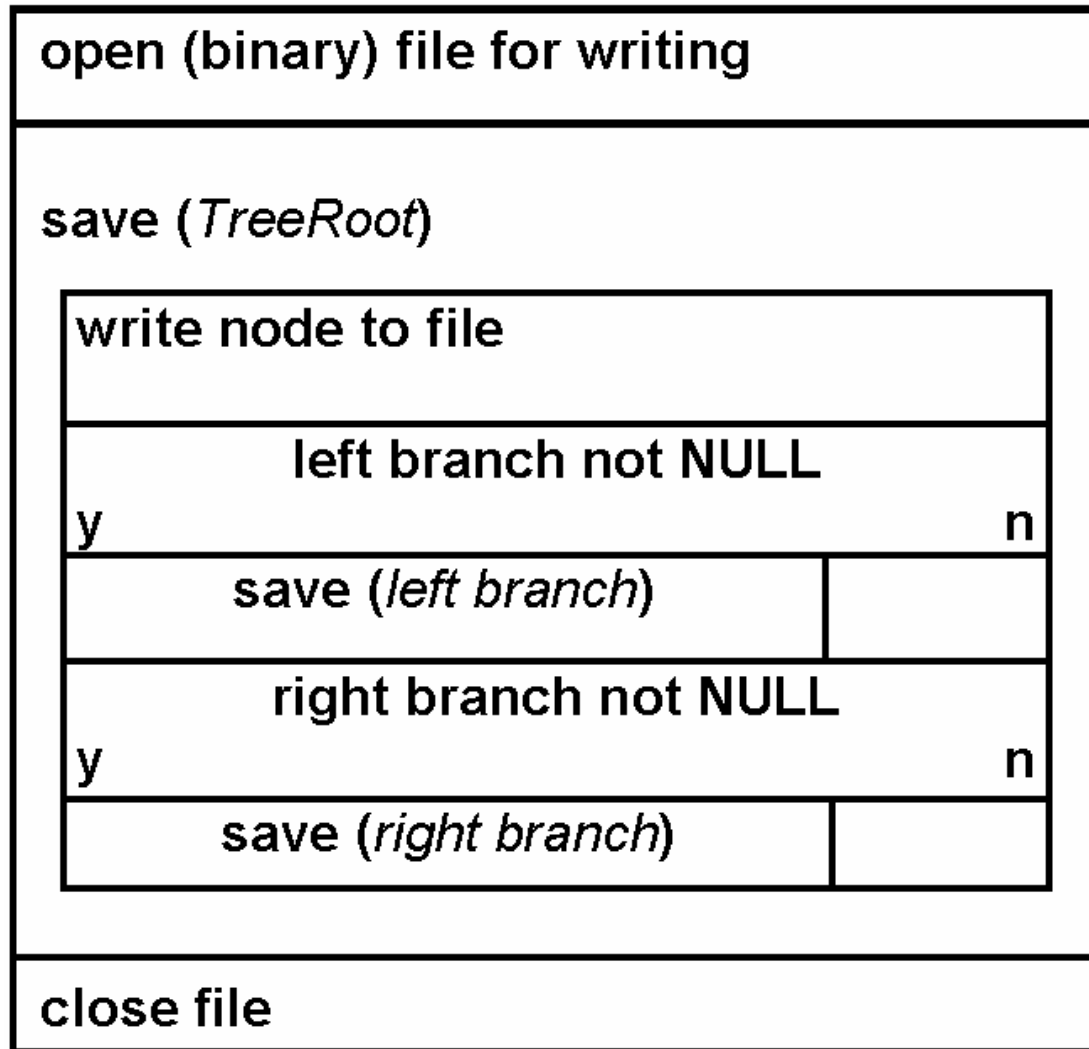 open (binary) file for writing
save (TreeRoot)
write node to file
left branch not NULL
y n
save (left branch)
right branch not NULL
y n
save (right branch)
close file